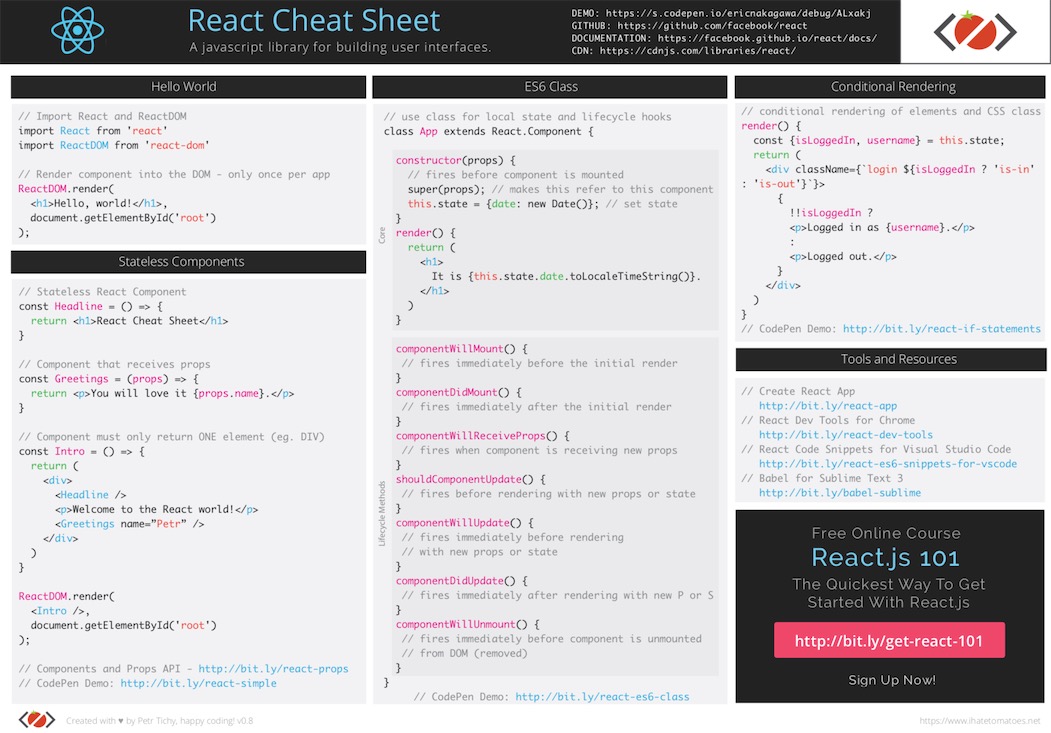 React Cheat Sheet
A javascript library for building user interfaces.
DEMO: https://s.codepen.io/ericnakagawa/debug/ALxakj
GITHUB: https://github.com/facebook/react
DOCUMENTATION: https://facebook.github.io/react/docs/
CDN: https://cdnjs.com/libraries/react/
Hello World
// Import React and ReactDOM
import React from 'react'
import ReactDOM from 'react-dom'
// Render component into the DOM - only once per app
ReactDOM.render(
<h1>Hello, world!</h1>,
document.getElementById('root')
);
Stateless Components
// Stateless React Component
const Headline = () => {
return <h1>React Cheat Sheet</h1>
}
// Component that receives props
const Greetings = (props) => {
return <p>You will love it {props.name}.</p>
}
// Component must only return ONE element (eg. DIV)
const Intro = () => {
return (
<div>
<Headline />
<p>Welcome to the React world!</p>
<Greetings name=”Petr” />
</div>
)
}
ReactDOM.render(
<Intro />,
document.getElementById('root')
);
// Components and Props API - http://bit.ly/react-props
// CodePen Demo: http://bit.ly/react-simple
ES6 Class
// use class for local state and lifecycle hooks
class App extends React.Component {
Core
constructor(props) {
// fires before component is mounted
super(props); // makes this refer to this component
this.state = {date: new Date()}; // set state
}
render() {
return (
<h1>
It is {this.state.date.toLocaleTimeString()}.
</h1>
)
}
Lifecycle Methods
componentWillMount() {
// fires immediately before the initial render
}
componentDidMount() {
// fires immediately after the initial render
}
componentWillReceiveProps() {
// fires when component is receiving new props
}
shouldComponentUpdate() {
// fires before rendering with new props or state
}
componentWillUpdate() {
// fires immediately before rendering
// with new props or state
}
componentDidUpdate() {
// fires immediately after rendering with new P or S
}
componentWillUnmount() {
// fires immediately before component is unmounted
// from DOM (removed)
}
}
// CodePen Demo: http://bit.ly/react-es6-class
Conditional Rendering
// conditional rendering of elements and CSS class
render() {
const {isLoggedIn, username} = this.state;
return (
<div className={`login ${isLoggedIn ? 'is-in'
: 'is-out'}`}>
{
!!isLoggedIn ?
<p>Logged in as {username}.</p>
:
<p>Logged out.</p>
}
</div>
)
}
// CodePen Demo: http://bit.ly/react-if-statements
Tools and Resources
// Create React App
http://bit.ly/react-app
// React Dev Tools for Chrome
http://bit.ly/react-dev-tools
// React Code Snippets for Visual Studio Code
http://bit.ly/react-es6-snippets-for-vscode
// Babel for Sublime Text 3
http://bit.ly/babel-sublime
Free Online Course
React.js 101
The Quickest Way To Get
Started With React.js
http://bit.ly/get-react-101
Sign Up Now!
Created with ♥ by Petr Tichy, happy coding! v0.8
https://www.ihatetomatoes.net